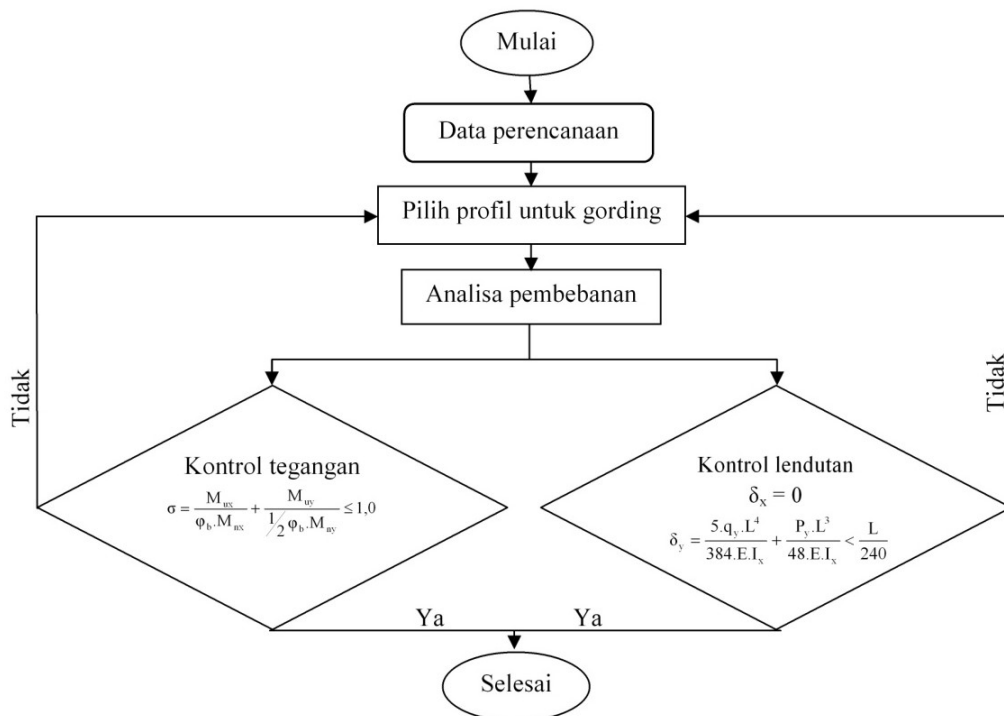 Mulai
Data perencanaan
Pilih profil untuk gording
Analisa pembebanan
Tidak
Tidak
Kontrol tegangan
σ = M_ux / φ_b.M_nx + M_uy / ½ φ_b.M_ny ≤ 1,0
Kontrol lendutan
δ_x = 0
δ_y = 5.q_y.L⁴ / 384.E.I_x + P_y.L³ / 48.E.I_x < L / 240
Ya
Ya
Selesai